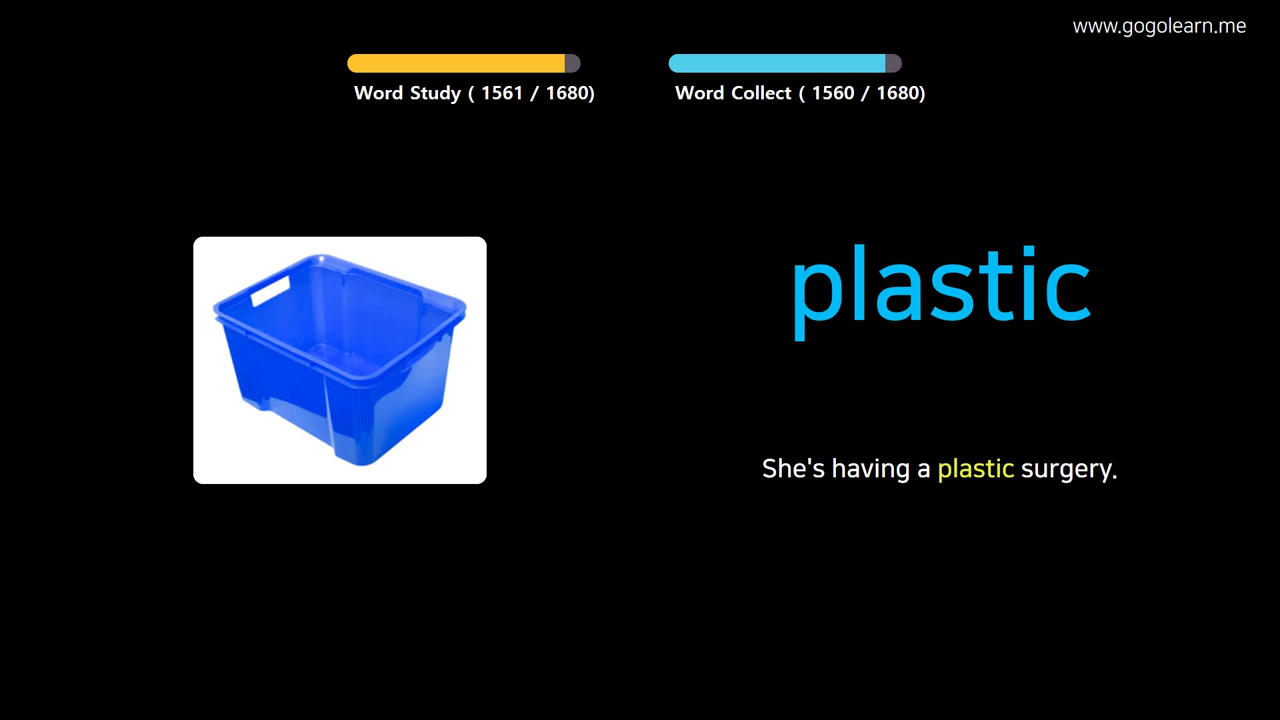 www.gogolearn.me
Word Study ( 1561 / 1680)
Word Collect ( 1560 / 1680)
plastic
She's having a plastic surgery.